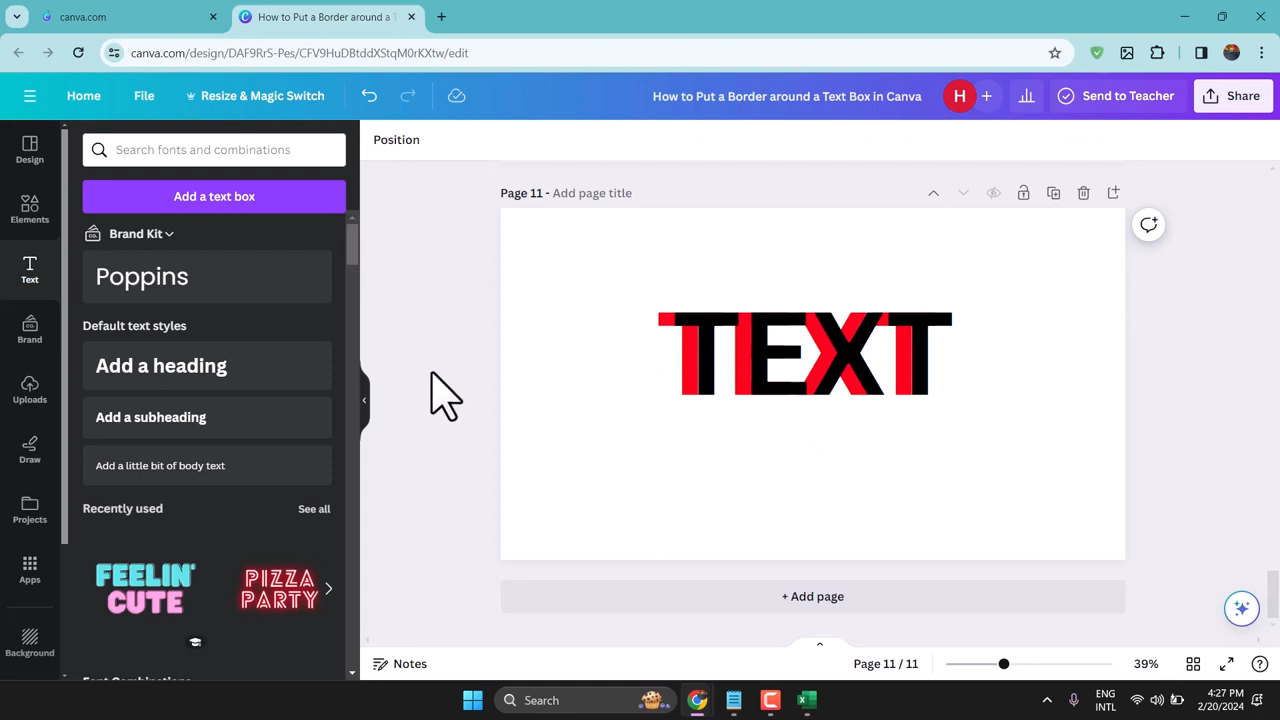 canva.com
How to Put a Border around a T
canva.com/design/DAF9RrS-Pes/CFV9HuDBtddXStqM0rKXtw/edit
Home
File
Resize & Magic Switch
How to Put a Border around a Text Box in Canva
H
Send to Teacher
Share
Design
Elements
Text
Brand
Uploads
Draw
Projects
Apps
Background
Search fonts and combinations
Add a text box
CO.
Brand Kit
Poppins
Default text styles
Add a heading
Add a subheading
Add a little bit of body text
Recently used
See all
FEELIN'
CUTE
PIZZA
PARTY
Font Combinations
Position
Page 11 - Add page title
TEXT
+ Add page
Notes
Page 11 / 11
39%
Search
ENG
INTL
4:27 PM
2/20/2024